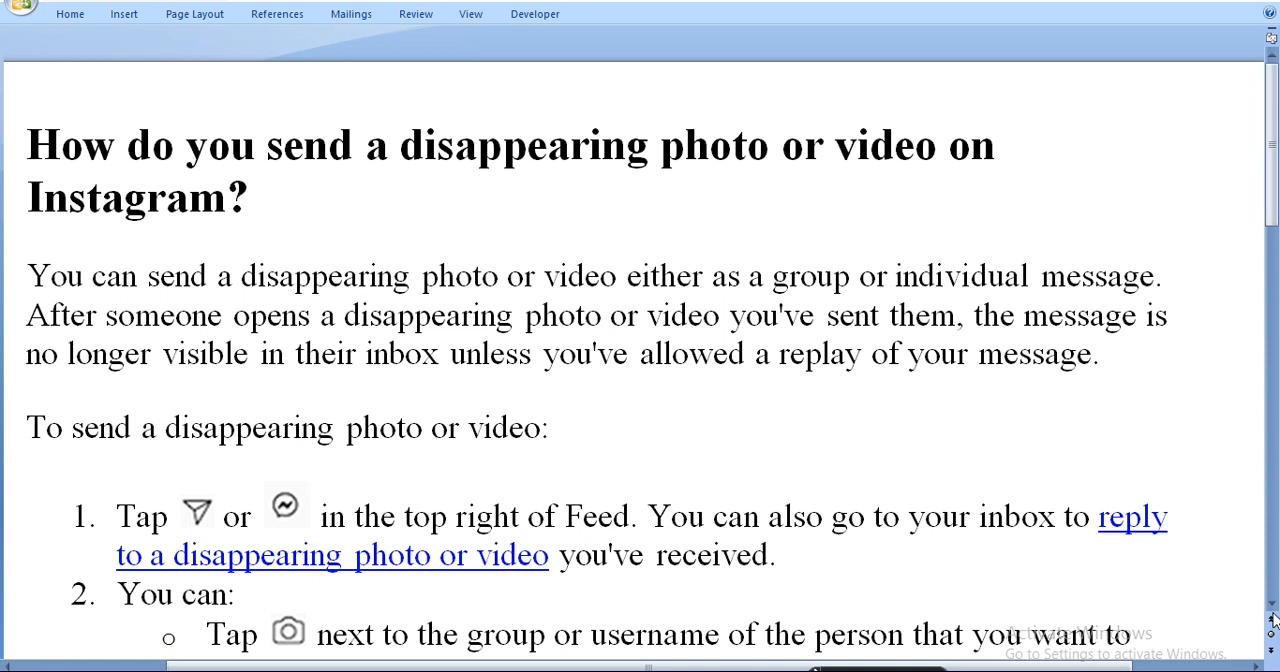 Home Insert Page Layout References Mailings Review View Developer
How do you send a disappearing photo or video on
Instagram?
You can send a disappearing photo or video either as a group or individual message.
After someone opens a disappearing photo or video you've sent them, the message is
no longer visible in their inbox unless you've allowed a replay of your message.
To send a disappearing photo or video:
1. Tap or in the top right of Feed. You can also go to your inbox to reply
to a disappearing photo or video you've received.
2. You can:
o Tap next to the group or username of the person that you want to
Activate Windows
Go to Settings to activate Windows.